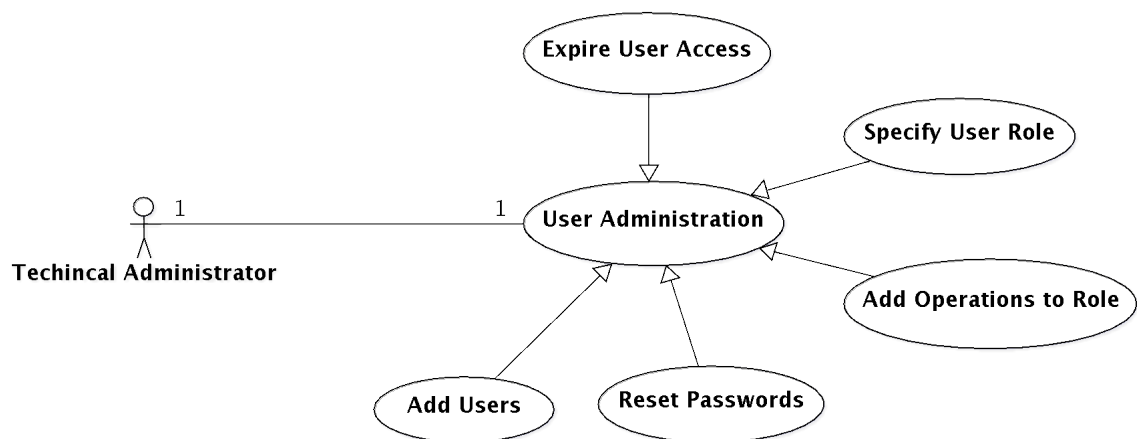 Expire User Access
Specify User Role
1
1
User Administration
Techincal Administrator
Add Operations to Role
Add Users
Reset Passwords